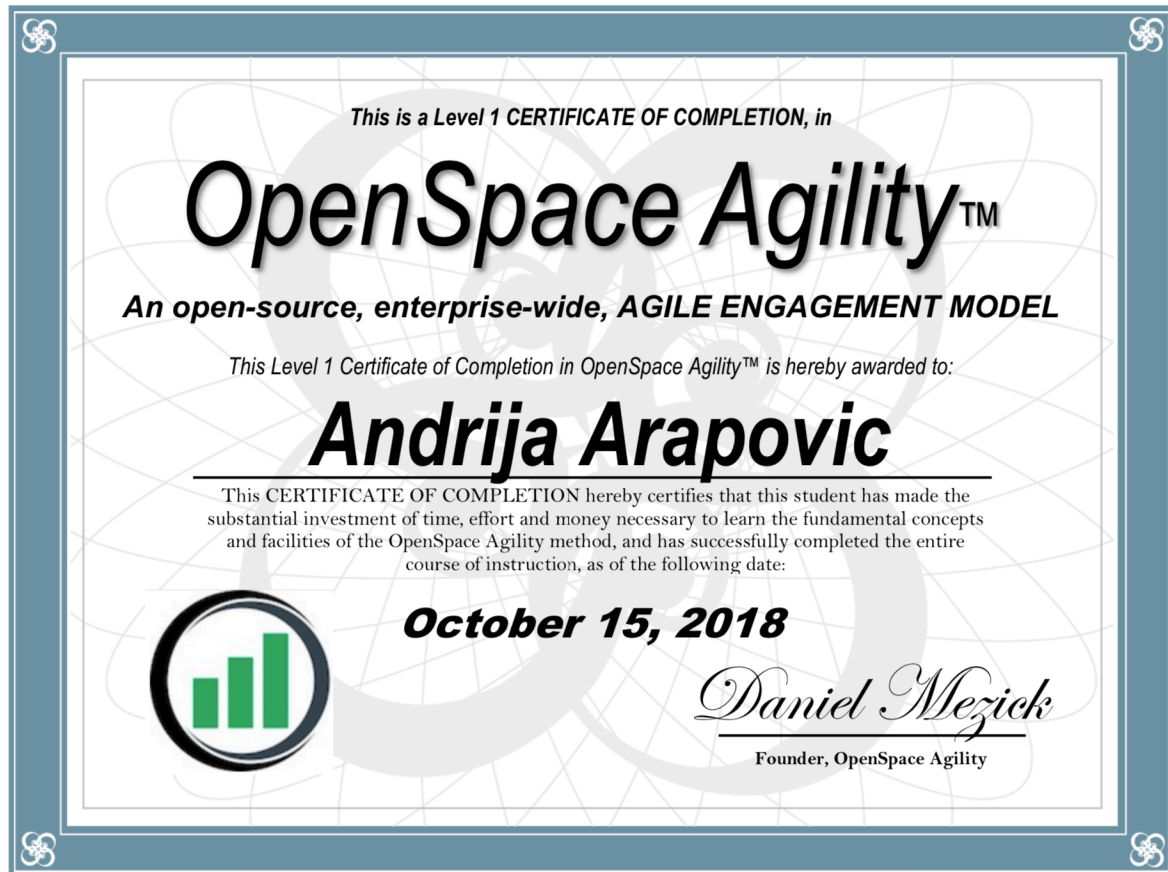 This is a Level 1 CERTIFICATE OF COMPLETION, in
OpenSpace Agility™
An open-source, enterprise-wide, AGILE ENGAGEMENT MODEL
This Level 1 Certificate of Completion in OpenSpace Agility™ is hereby awarded to:
Andrija Arapovic
This CERTIFICATE OF COMPLETION hereby certifies that this student has made the
substantial investment of time, effort and money necessary to learn the fundamental concepts
and facilities of the OpenSpace Agility method, and has successfully completed the entire
course of instruction, as of the following date:
October 15, 2018
Daniel Mezick
Founder, OpenSpace Agility